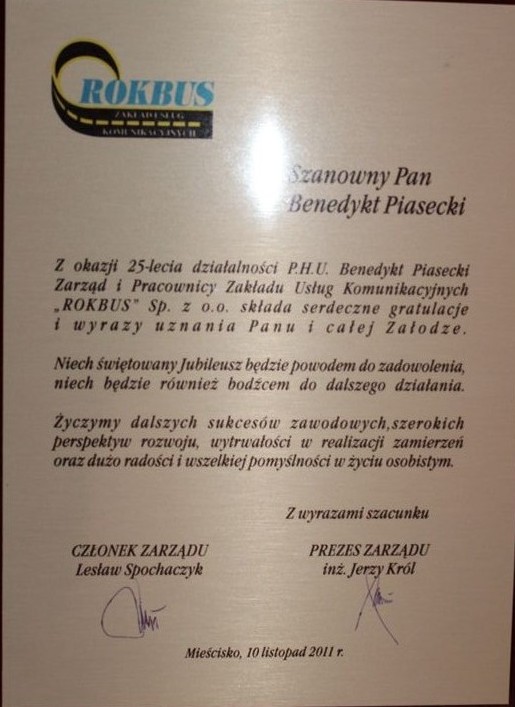 ROKBUS
ZAKŁAD USŁUG
KOMUNIKACYJNYCH
Szanowny Pan
Benedykt Piasecki
Z okazji 25-lecia działalności P.H.U. Benedykt Piasecki
Zarząd i Pracownicy Zakładu Usług Komunikacyjnych
„ROKBUS" Sp. z o.o. składa serdeczne gratulacje
i wyrazy uznania Panu i całej Załodze.
Niech świętowany Jubileusz będzie powodem do zadowolenia,
niech będzie również bodźcem do dalszego działania.
Życzymy dalszych sukcesów zawodowych,szerokich
perspektyw rozwoju, wytrwałości w realizacji zamierzeń
oraz dużo radości i wszelkiej pomyślności w życiu osobistym.
Z wyrazami szacunku
CZŁONEK ZARZĄDU
Lesław Spochaczyk
PREZES ZARZĄDU
inż. Jerzy Król
Mieścisko, 10 listopad 2011 r.